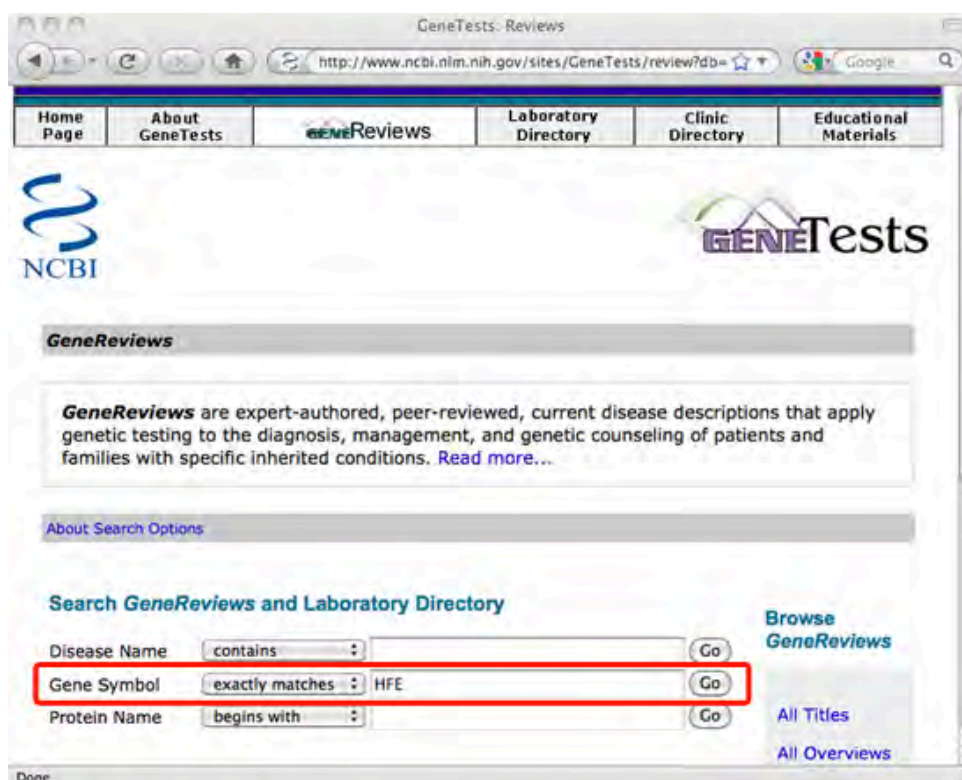 GeneTests: Reviews
http://www.ncbi.nlm.nih.gov/sites/GeneTests/review?db=
Google
Home Page
About GeneTests
GENEReviews
Laboratory Directory
Clinic Directory
Educational Materials
NCBI
GENETests
GeneReviews
GeneReviews are expert-authored, peer-reviewed, current disease descriptions that apply
genetic testing to the diagnosis, management, and genetic counseling of patients and
families with specific inherited conditions. Read more...
About Search Options
Search GeneReviews and Laboratory Directory
Disease Name contains Go
Gene Symbol exactly matches HFE Go
Protein Name begins with Go
Browse
GeneReviews
All Titles
All Overviews
Done